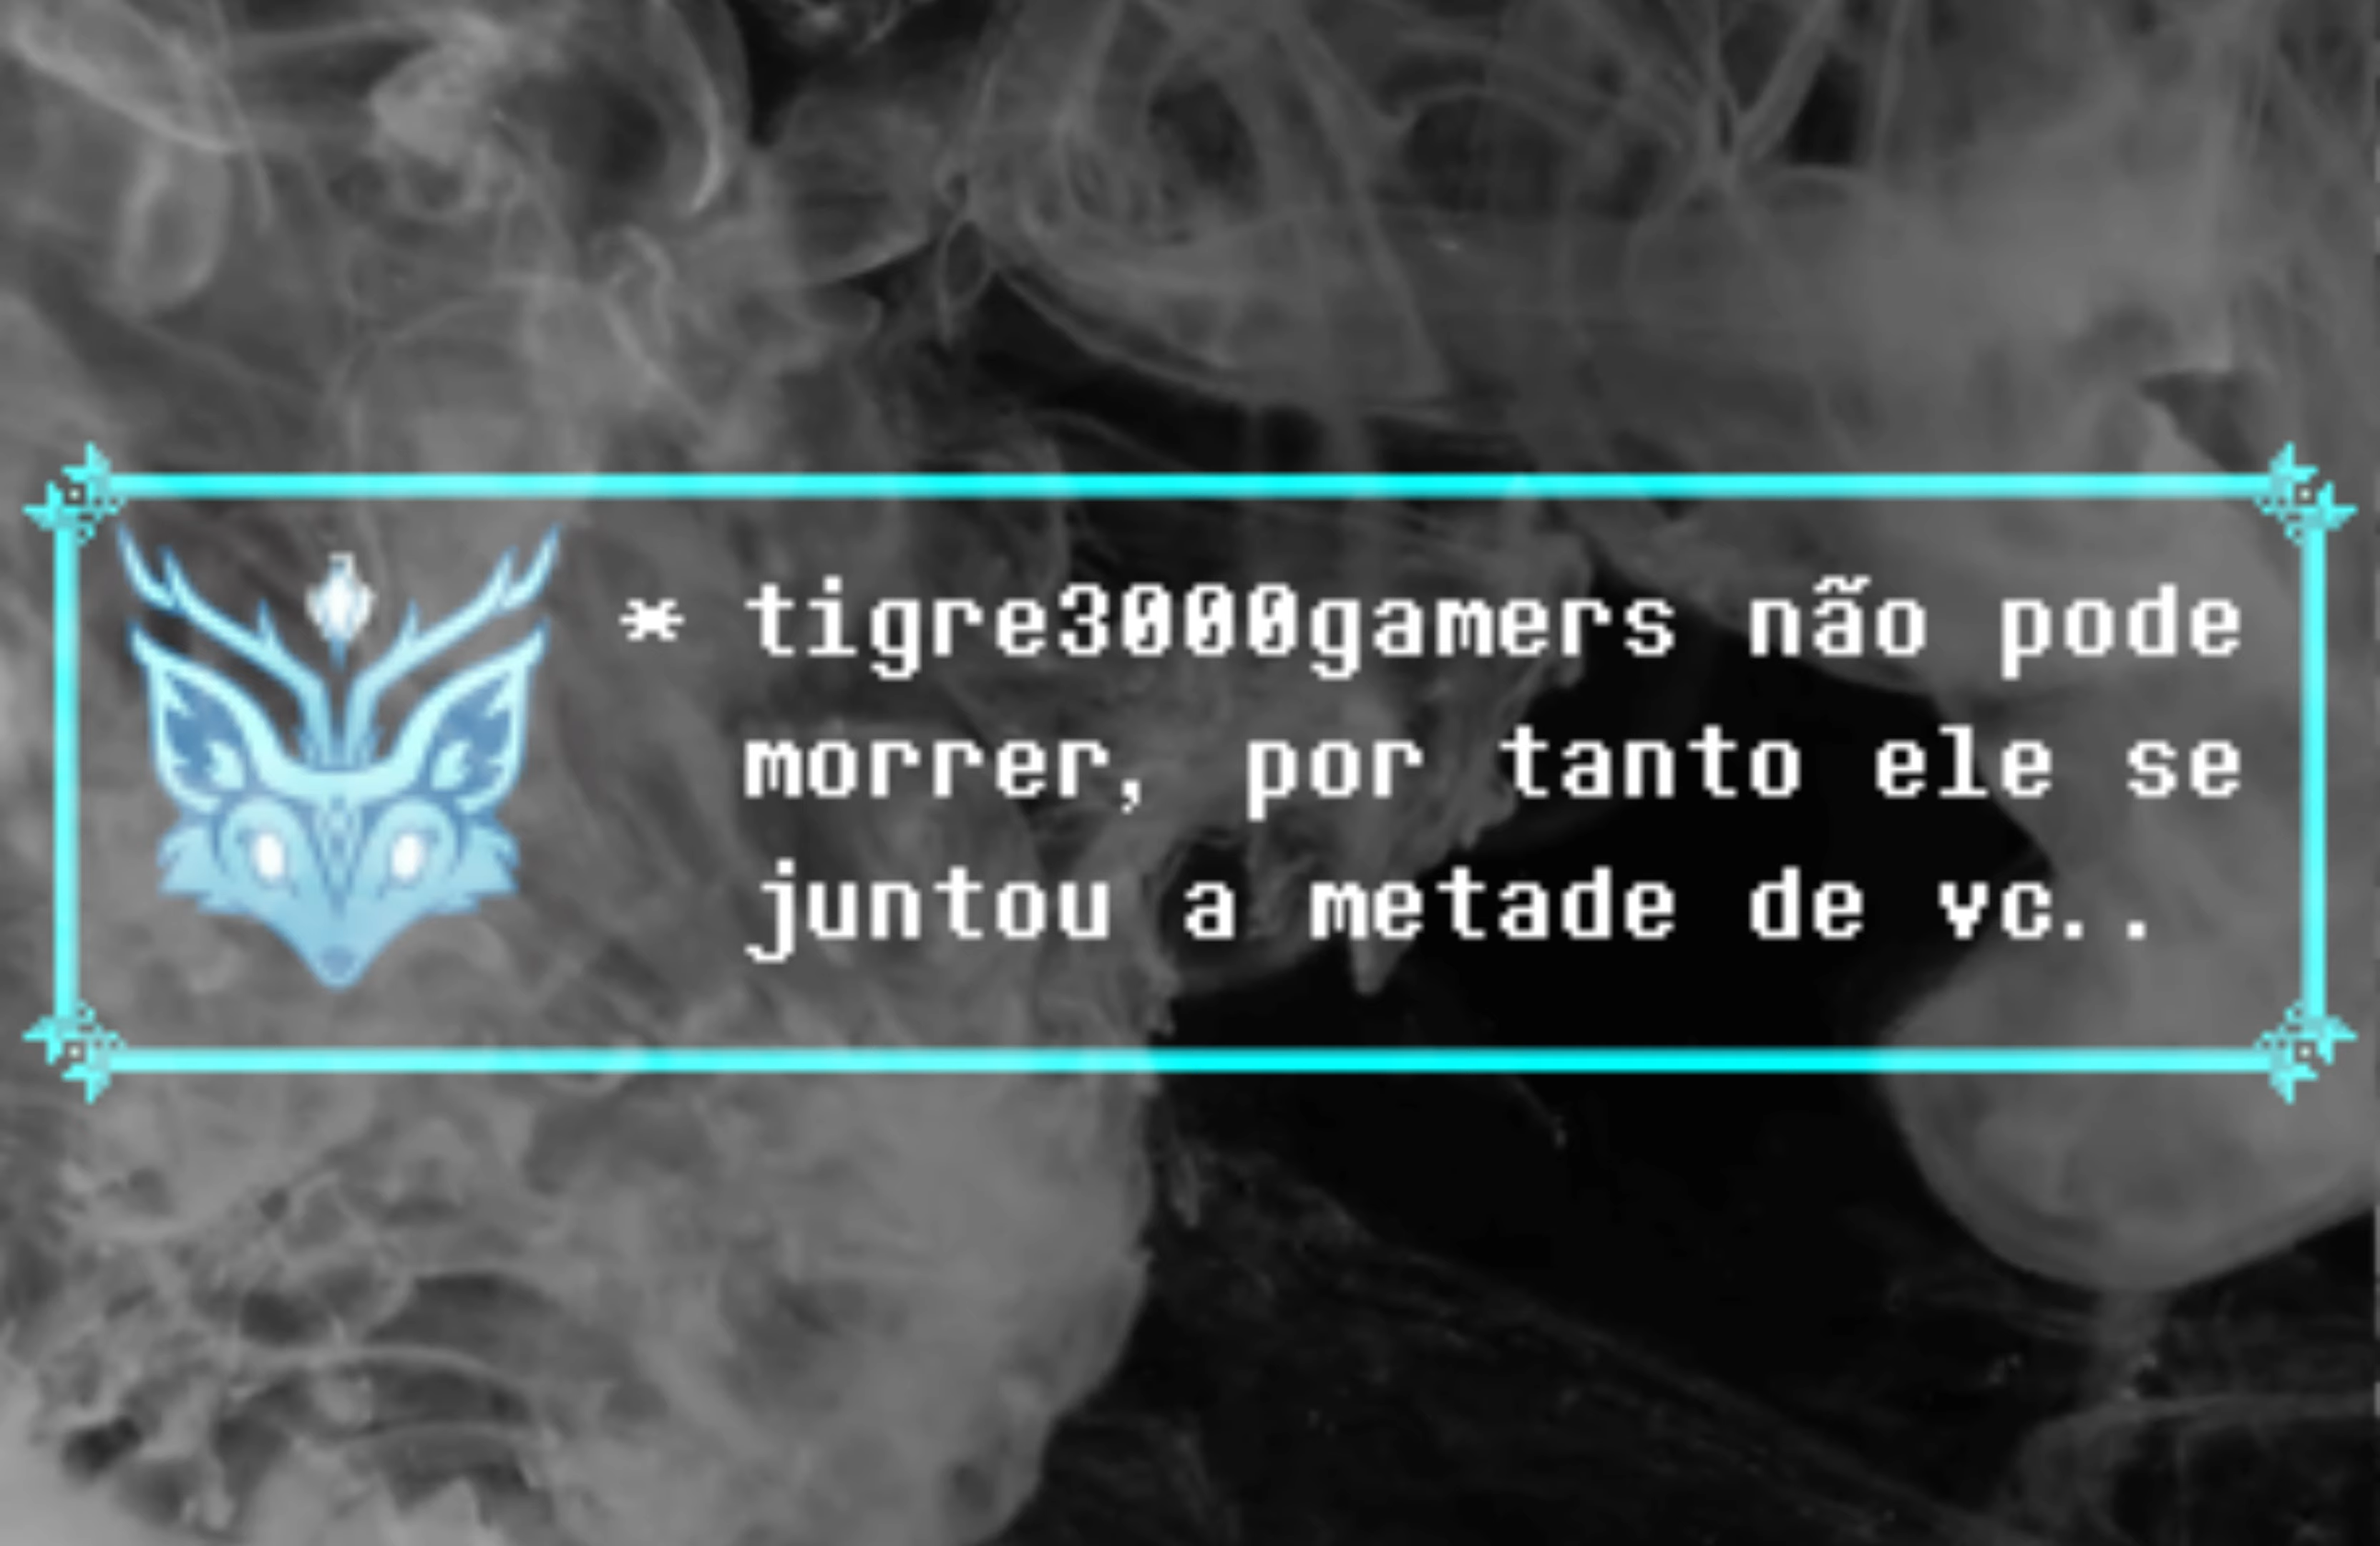 * tigre3000gamers não pode
morrer, por tanto ele se
juntou a metade de vc..